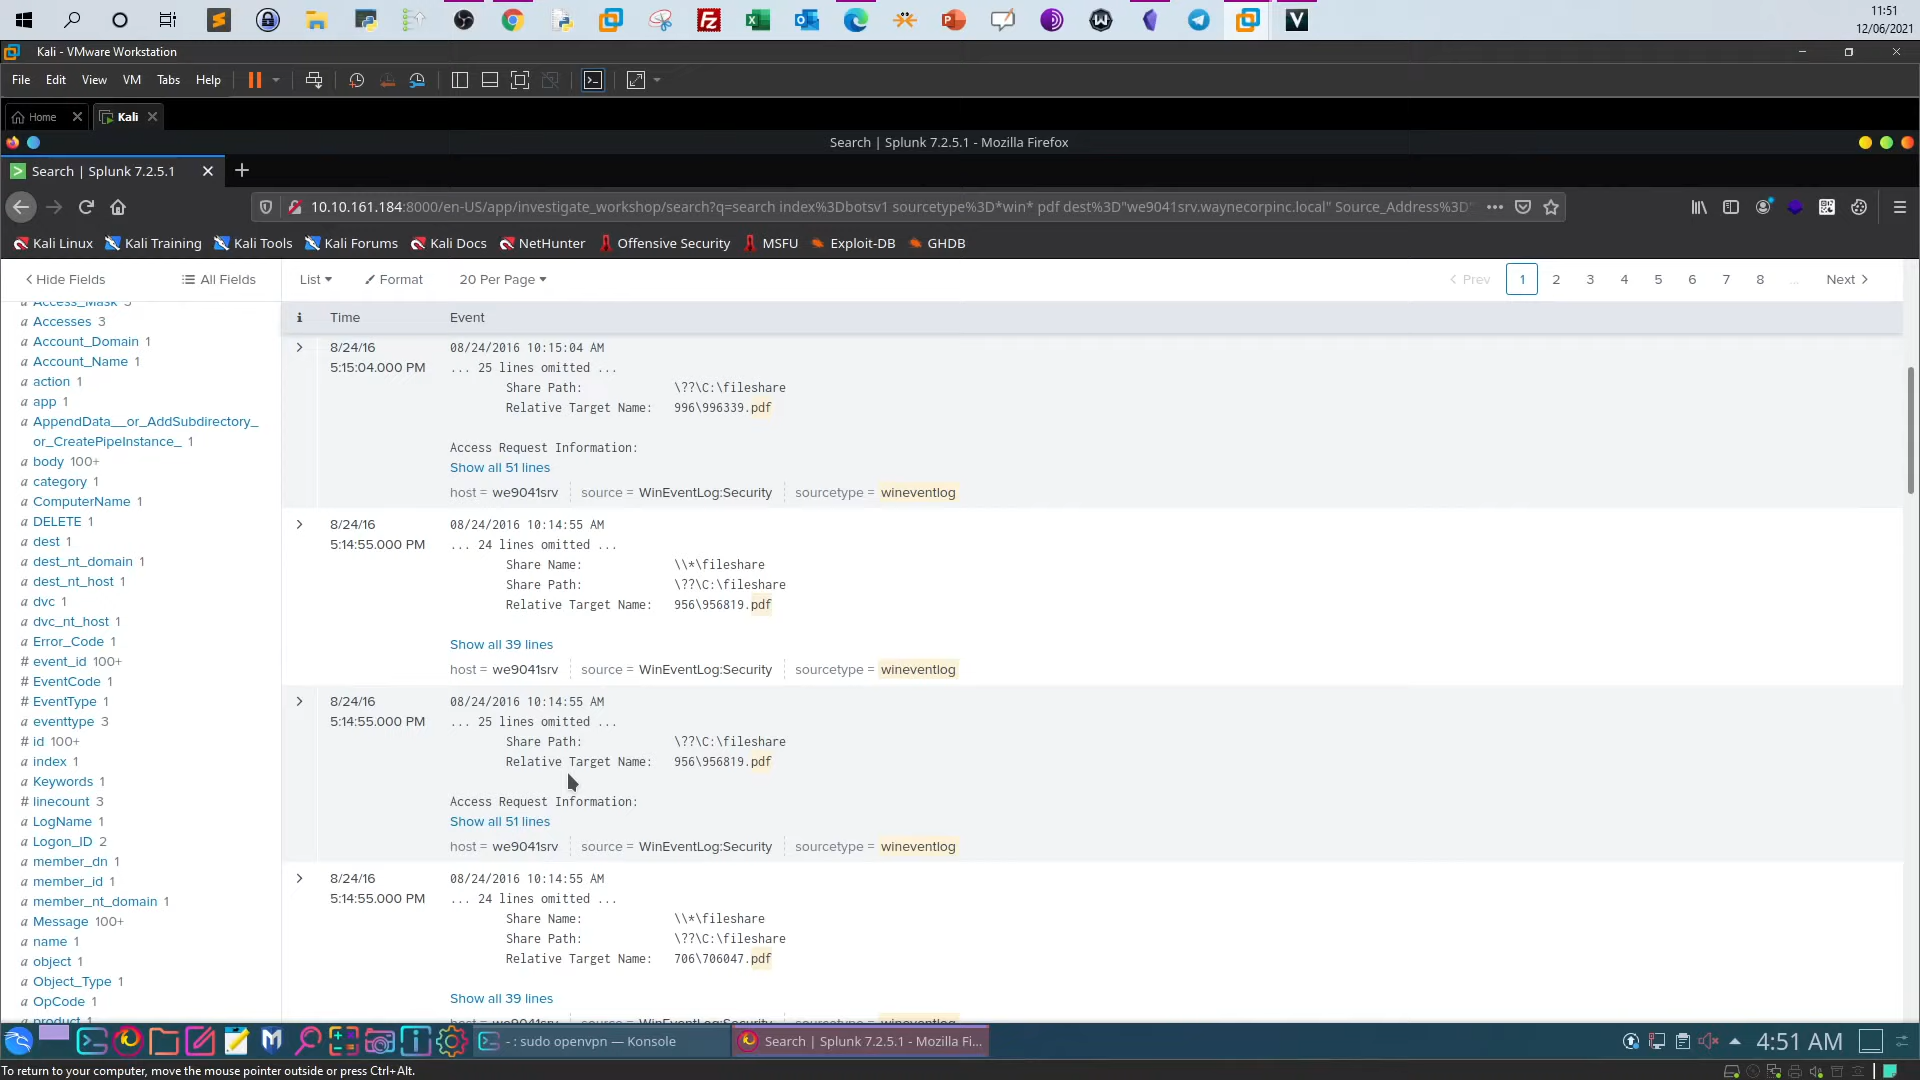 11:51
12/06/2021
Kali - VMware Workstation
File Edit View VM Tabs Help
Home Kali
Search | Splunk 7.2.5.1 - Mozilla Firefox
Search | Splunk 7.2.5.1
10.10.161.184:8000/en-US/app/investigate_workshop/search?q=search index%3Dbotsv1 sourcetype%3D*win* pdf dest%3D"we9041srv.waynecorpinc.local" Source_Address%3D"
Kali Linux Kali Training Kali Tools Kali Forums Kali Docs NetHunter Offensive Security MSFU Exploit-DB GHDB
Hide Fields All Fields List Format 20 Per Page Prev 1 2 3 4 5 6 7 8 ... Next
i Time Event
a Access_Mask 3
a Accesses 3
a Account_Domain 1
a Account_Name 1
a action 1
a app 1
a AppendData__or_AddSubdirectory_
or_CreatePipeInstance_ 1
a body 100+
a category 1
a ComputerName 1
a DELETE 1
a dest 1
a dest_nt_domain 1
a dest_nt_host 1
a dvc 1
a dvc_nt_host 1
a Error_Code 1
# event_id 100+
# EventCode 1
# EventType 1
a eventtype 3
# id 100+
a index 1
a Keywords 1
# linecount 3
a LogName 1
a Logon_ID 2
a member_dn 1
a member_id 1
a member_nt_domain 1
a Message 100+
a name 1
a object 1
a Object_Type 1
a OpCode 1
a product 1
8/24/16 08/24/2016 10:15:04 AM
5:15:04.000 PM ... 25 lines omitted ...
Share Path: \??\C:\fileshare
Relative Target Name: 996\996339.pdf
Access Request Information:
Show all 51 lines
host = we9041srv source = WinEventLog:Security sourcetype = wineventlog
8/24/16 08/24/2016 10:14:55 AM
5:14:55.000 PM ... 24 lines omitted ...
Share Name: \\*\fileshare
Share Path: \??\C:\fileshare
Relative Target Name: 956\956819.pdf
Show all 39 lines
host = we9041srv source = WinEventLog:Security sourcetype = wineventlog
8/24/16 08/24/2016 10:14:55 AM
5:14:55.000 PM ... 25 lines omitted ...
Share Path: \??\C:\fileshare
Relative Target Name: 956\956819.pdf
Access Request Information:
Show all 51 lines
host = we9041srv source = WinEventLog:Security sourcetype = wineventlog
8/24/16 08/24/2016 10:14:55 AM
5:14:55.000 PM ... 24 lines omitted ...
Share Name: \\*\fileshare
Share Path: \??\C:\fileshare
Relative Target Name: 706\706047.pdf
Show all 39 lines
host = we9041srv source = WinEventLog:Security sourcetype = wineventlog
- : sudo openvpn — Konsole Search | Splunk 7.2.5.1 - Mozilla Fi... 4:51 AM
To return to your computer, move the mouse pointer outside or press Ctrl+Alt.